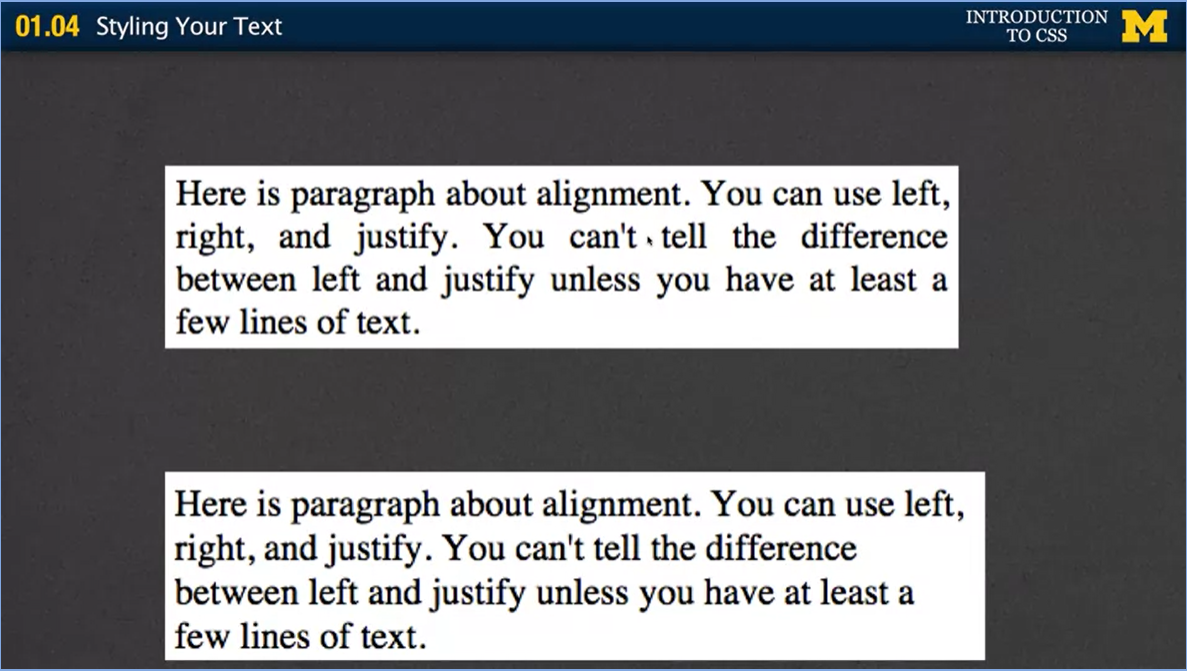 01.04 Styling Your Text
INTRODUCTION
TO CSS
M
Here is paragraph about alignment. You can use left,
right, and justify. You can't tell the difference
between left and justify unless you have at least a
few lines of text.
Here is paragraph about alignment. You can use left,
right, and justify. You can't tell the difference
between left and justify unless you have at least a
few lines of text.